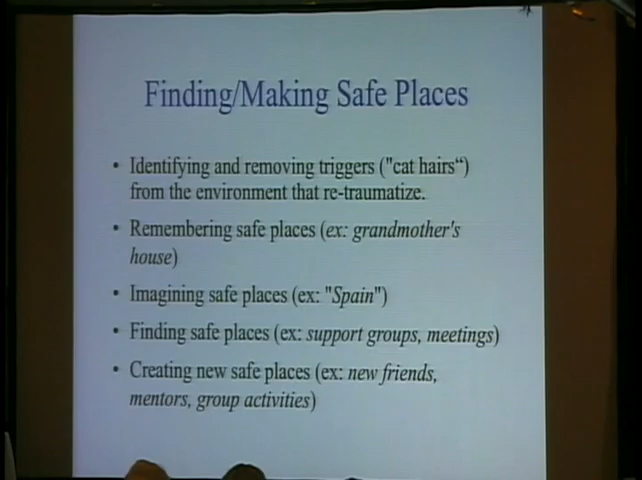 Finding/Making Safe Places
• Identifying and removing triggers ("cat hairs“)
from the environment that re-traumatize.
• Remembering safe places (ex: grandmother's
house)
• Imagining safe places (ex: "Spain")
• Finding safe places (ex: support groups, meetings)
• Creating new safe places (ex: new friends,
mentors, group activities)